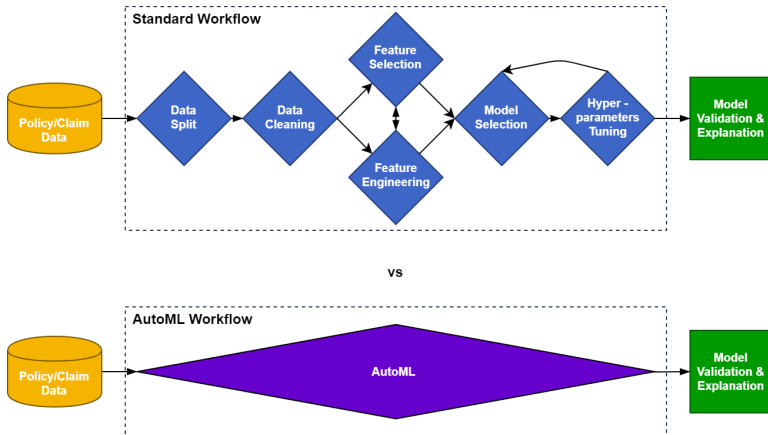 Standard Workflow
Policy/Claim
Data
Data
Split
Data
Cleaning
Feature
Selection
Feature
Engineering
Model
Selection
Hyper -
parameters
Tuning
Model
Validation &
Explanation
vs
AutoML Workflow
Policy/Claim
Data
AutoML
Model
Validation &
Explanation